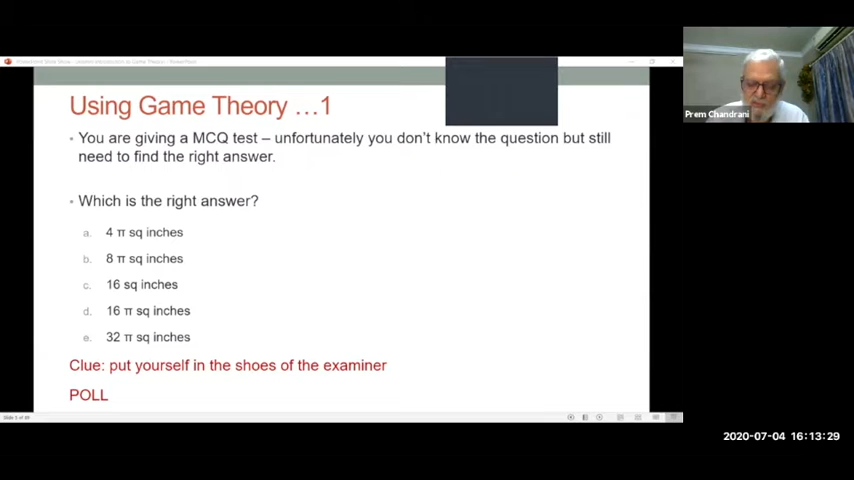 Using Game Theory ...1
• You are giving a MCQ test – unfortunately you don't know the question but still
need to find the right answer.
• Which is the right answer?
a. 4 π sq inches
b. 8 π sq inches
c. 16 sq inches
d. 16 π sq inches
e. 32 π sq inches
Clue: put yourself in the shoes of the examiner
POLL
Prem Chandrani
2020-07-04 16:13:29